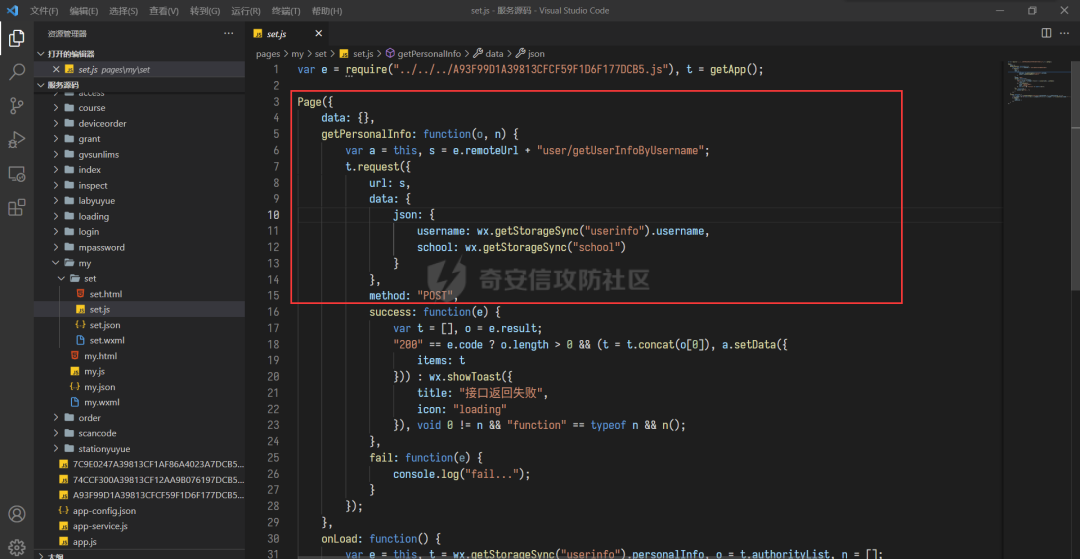 文件(F) 编辑(E) 选择(S) 查看(V) 转到(G) 运行(R) 终端(T) 帮助(H) set.js - 服务源码 - Visual Studio Code
资源管理器
打开的编辑器
set.js pages\my\set
服务源码
access
course
deviceorder
grant
gvsunlims
index
inspect
labyuyue
loading
login
mpassword
my
set
set.html
set.js
set.json
set.wxml
my.html
my.js
my.json
my.wxml
order
scancode
stationyuyue
7C9E0247A39813CF1AF86A4023A7DCB5...
74CCF300A39813CF12AA9B076197DCB5...
A93F99D1A39813CFCF59F1D6F177DCB5...
app-config.json
app-service.js
app.js
大纲
set.js
pages > my > set > set.js > getPersonalInfo > data > json
1 var e = require("../../../A93F99D1A39813CFCF59F1D6F177DCB5.js"), t = getApp();
2
3 Page({
4 data: {},
5 getPersonalInfo: function(o, n) {
6 var a = this, s = e.remoteUrl + "user/getUserInfoByUsername";
7 t.request({
8 url: s,
9 data: {
10 json: {
11 username: wx.getStorageSync("userinfo").username,
12 school: wx.getStorageSync("school")
13 }
14 },
15 method: "POST",
16 success: function(e) {
17 var t = [], o = e.result;
18 "200" == e.code ? o.length > 0 && (t = t.concat(o[0]), a.setData({
19 items: t
20 })) : wx.showToast({
21 title: "接口返回失败",
22 icon: "loading"
23 }), void 0 != n && "function" == typeof n && n();
24 },
25 fail: function(e) {
26 console.log("fail...");
27 }
28 });
29 },
30 onLoad: function() {
31 var e = this, t = wx.getStorageSync("userinfo").personalInfo, o = t.authorityList, n = [];
奇安信攻防社区